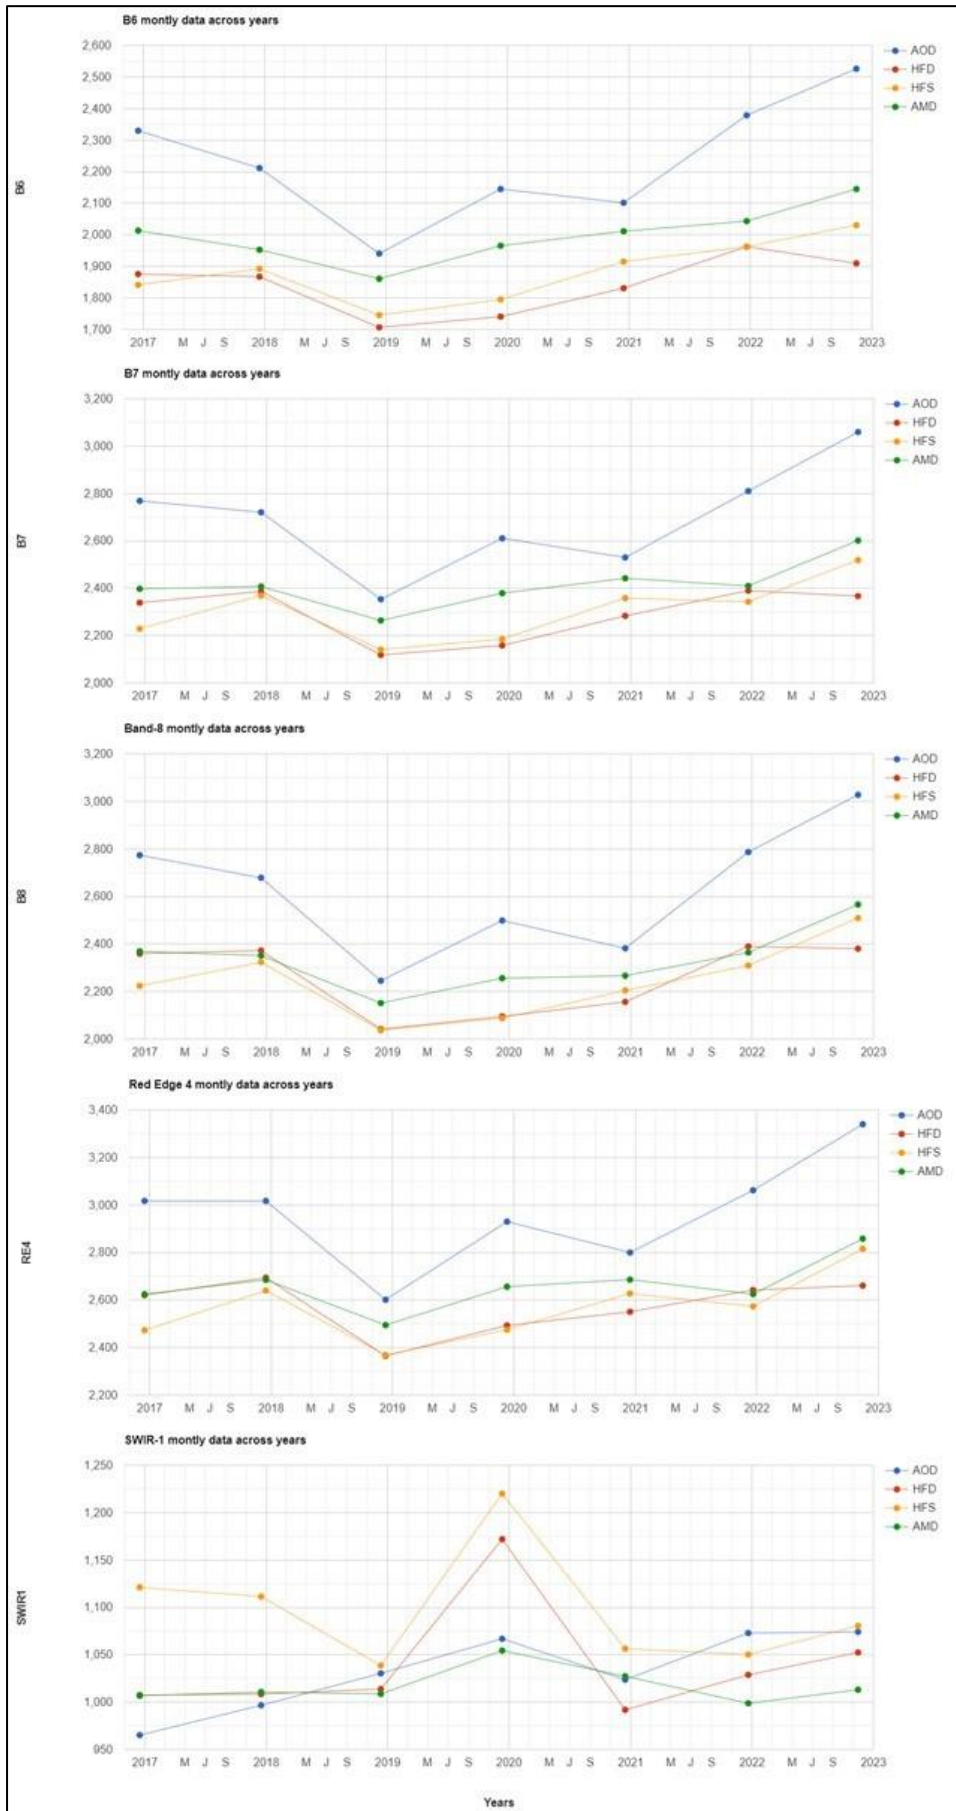 B6 montly data across years
2,600
2,500
2,400
2,300
2,200
2,100
2,000
1,900
1,800
1,700
B6
2017 M J S 2018 M J S 2019 M J S 2020 M J S 2021 M J S 2022 M J S 2023
AOD
HFD
HFS
AMD
B7 montly data across years
3,200
3,000
2,800
2,600
2,400
2,200
2,000
B7
2017 M J S 2018 M J S 2019 M J S 2020 M J S 2021 M J S 2022 M J S 2023
AOD
HFD
HFS
AMD
Band-8 montly data across years
3,200
3,000
2,800
2,600
2,400
2,200
2,000
B8
2017 M J S 2018 M J S 2019 M J S 2020 M J S 2021 M J S 2022 M J S 2023
AOD
HFD
HFS
AMD
Red Edge 4 montly data across years
3,400
3,200
3,000
2,800
2,600
2,400
2,200
RE4
2017 M J S 2018 M J S 2019 M J S 2020 M J S 2021 M J S 2022 M J S 2023
AOD
HFD
HFS
AMD
SWIR-1 montly data across years
1,250
1,200
1,150
1,100
1,050
1,000
950
SWIR1
2017 M J S 2018 M J S 2019 M J S 2020 M J S 2021 M J S 2022 M J S 2023
AOD
HFD
HFS
AMD
Years